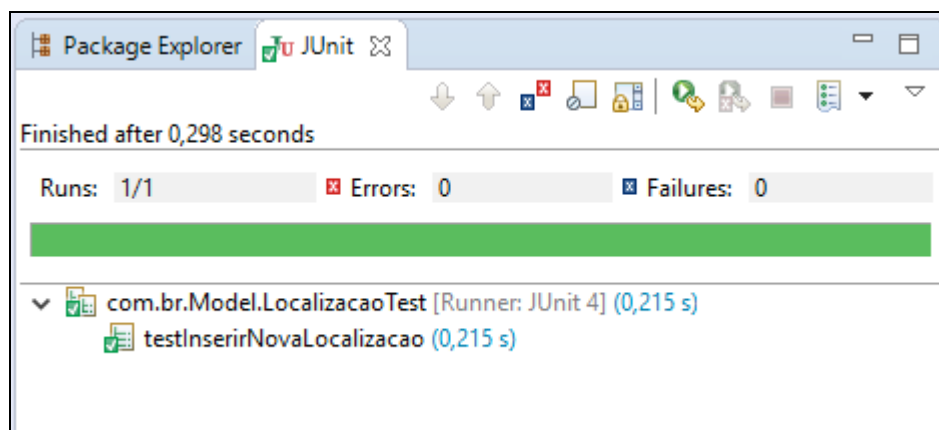 Package Explorer JUnit
Finished after 0,298 seconds
Runs: 1/1 Errors: 0 Failures: 0
com.br.Model.LocalizacaoTest [Runner: JUnit 4] (0,215 s)
testInserirNovaLocalizacao (0,215 s)